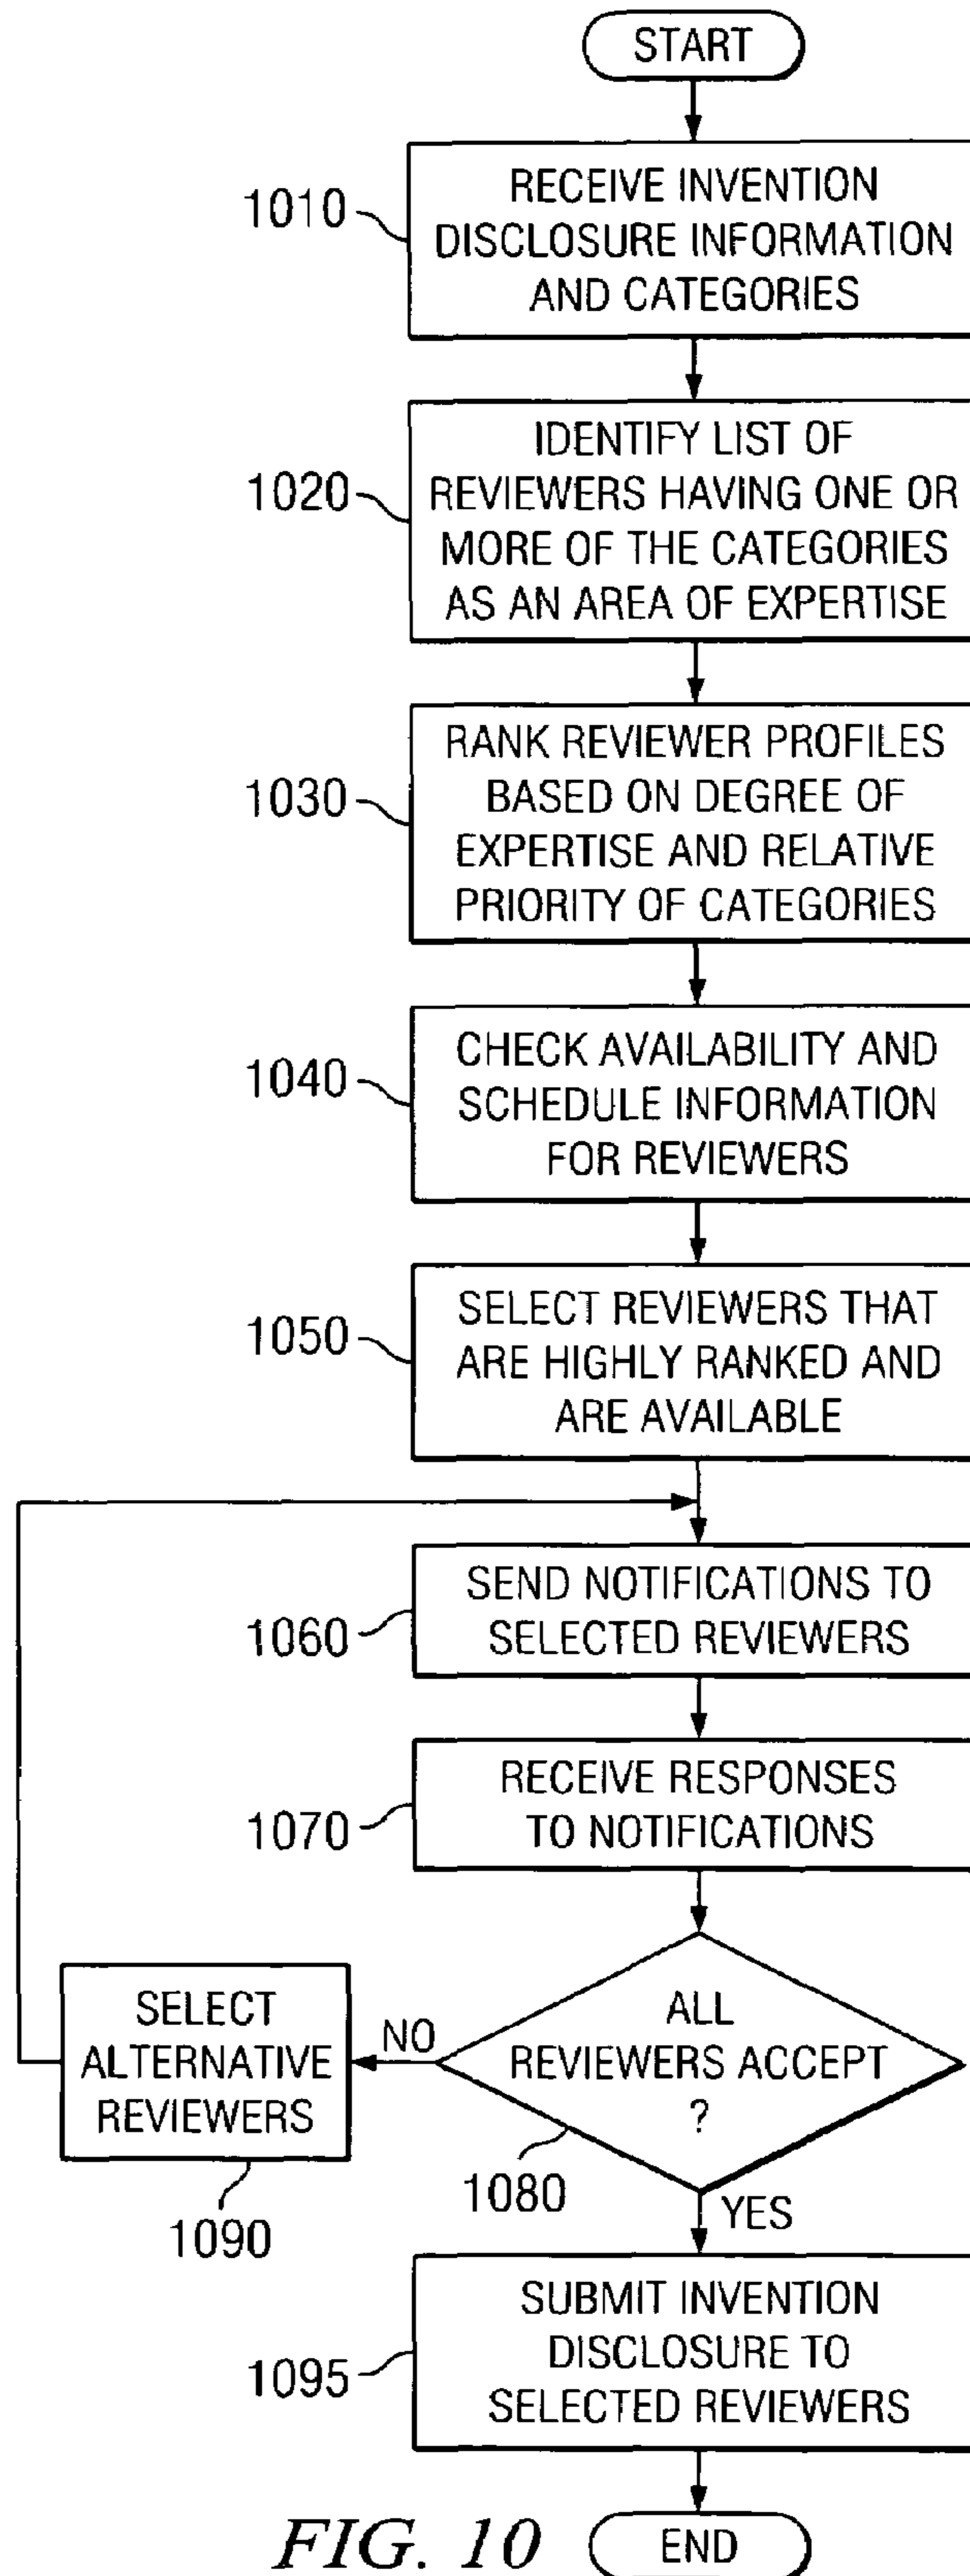 START
1010
RECEIVE INVENTION
DISCLOSURE INFORMATION
AND CATEGORIES
1020
IDENTIFY LIST OF
REVIEWERS HAVING ONE OR
MORE OF THE CATEGORIES
AS AN AREA OF EXPERTISE
1030
RANK REVIEWER PROFILES
BASED ON DEGREE OF
EXPERTISE AND RELATIVE
PRIORITY OF CATEGORIES
1040
CHECK AVAILABILITY AND
SCHEDULE INFORMATION
FOR REVIEWERS
1050
SELECT REVIEWERS THAT
ARE HIGHLY RANKED AND
ARE AVAILABLE
1060
SEND NOTIFICATIONS TO
SELECTED REVIEWERS
1070
RECEIVE RESPONSES
TO NOTIFICATIONS
ALL
REVIEWERS ACCEPT
?
1080
NO
SELECT
ALTERNATIVE
REVIEWERS
1090
YES
1095
SUBMIT INVENTION
DISCLOSURE TO
SELECTED REVIEWERS
END
FIG. 10